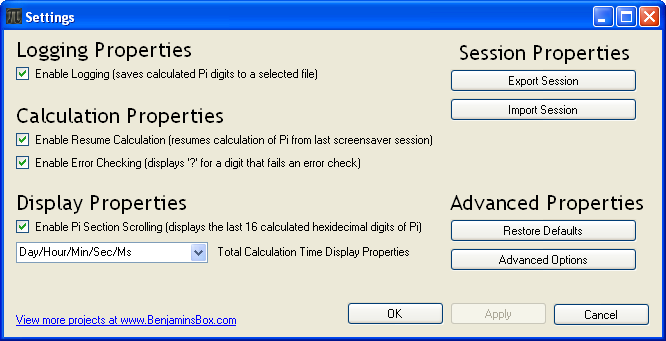 Settings
Logging Properties
Enable Logging (saves calculated Pi digits to a selected file)
Calculation Properties
Enable Resume Calculation (resumes calculation of Pi from last screensaver session)
Enable Error Checking (displays '?' for a digit that fails an error check)
Display Properties
Enable Pi Section Scrolling (displays the last 16 calculated hexidecimal digits of Pi)
Day/Hour/Min/Sec/Ms
Total Calculation Time Display Properties
View more projects at www.BenjaminsBox.com
Session Properties
Export Session
Import Session
Advanced Properties
Restore Defaults
Advanced Options
OK
Apply
Cancel